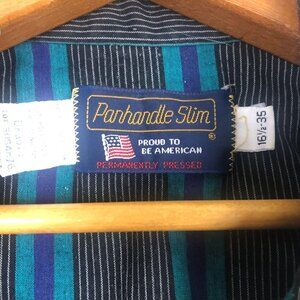 Panhandle Slim
®
PROUD TO
BE AMERICAN
PERMANENTLY PRESSED
16½-35